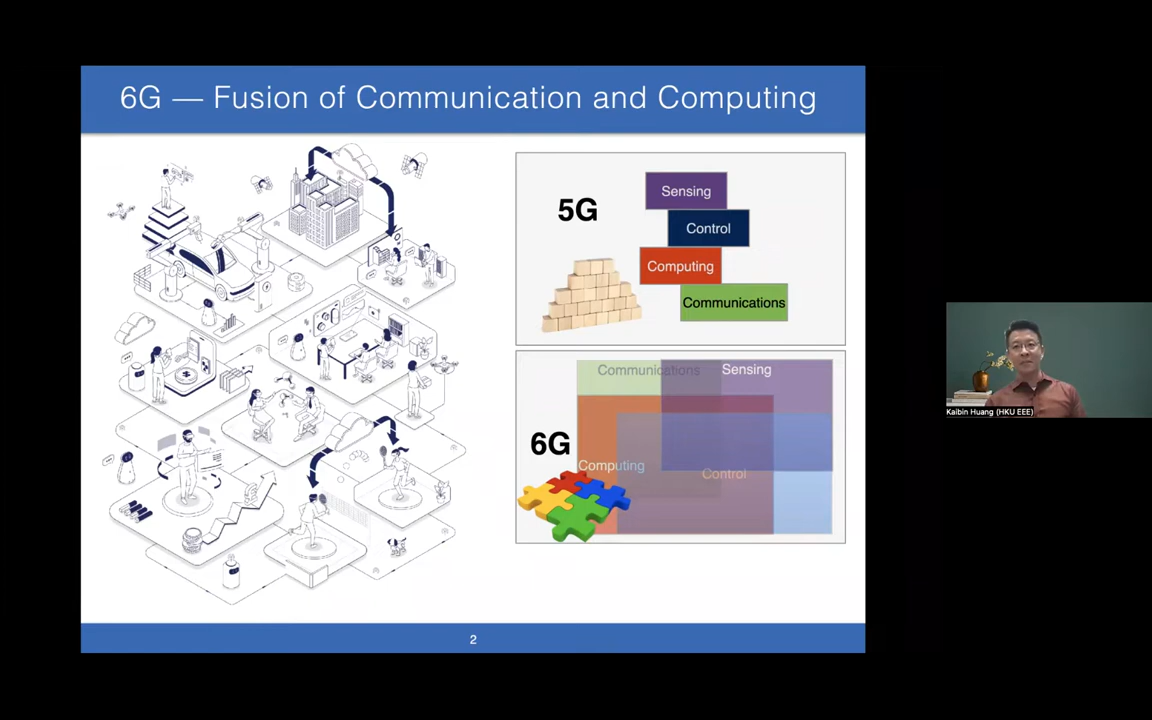 6G — Fusion of Communication and Computing
5G
Sensing
Control
Computing
Communications
Communications
Sensing
6G
Computing
Control
Kaibin Huang (HKU EEE)
2